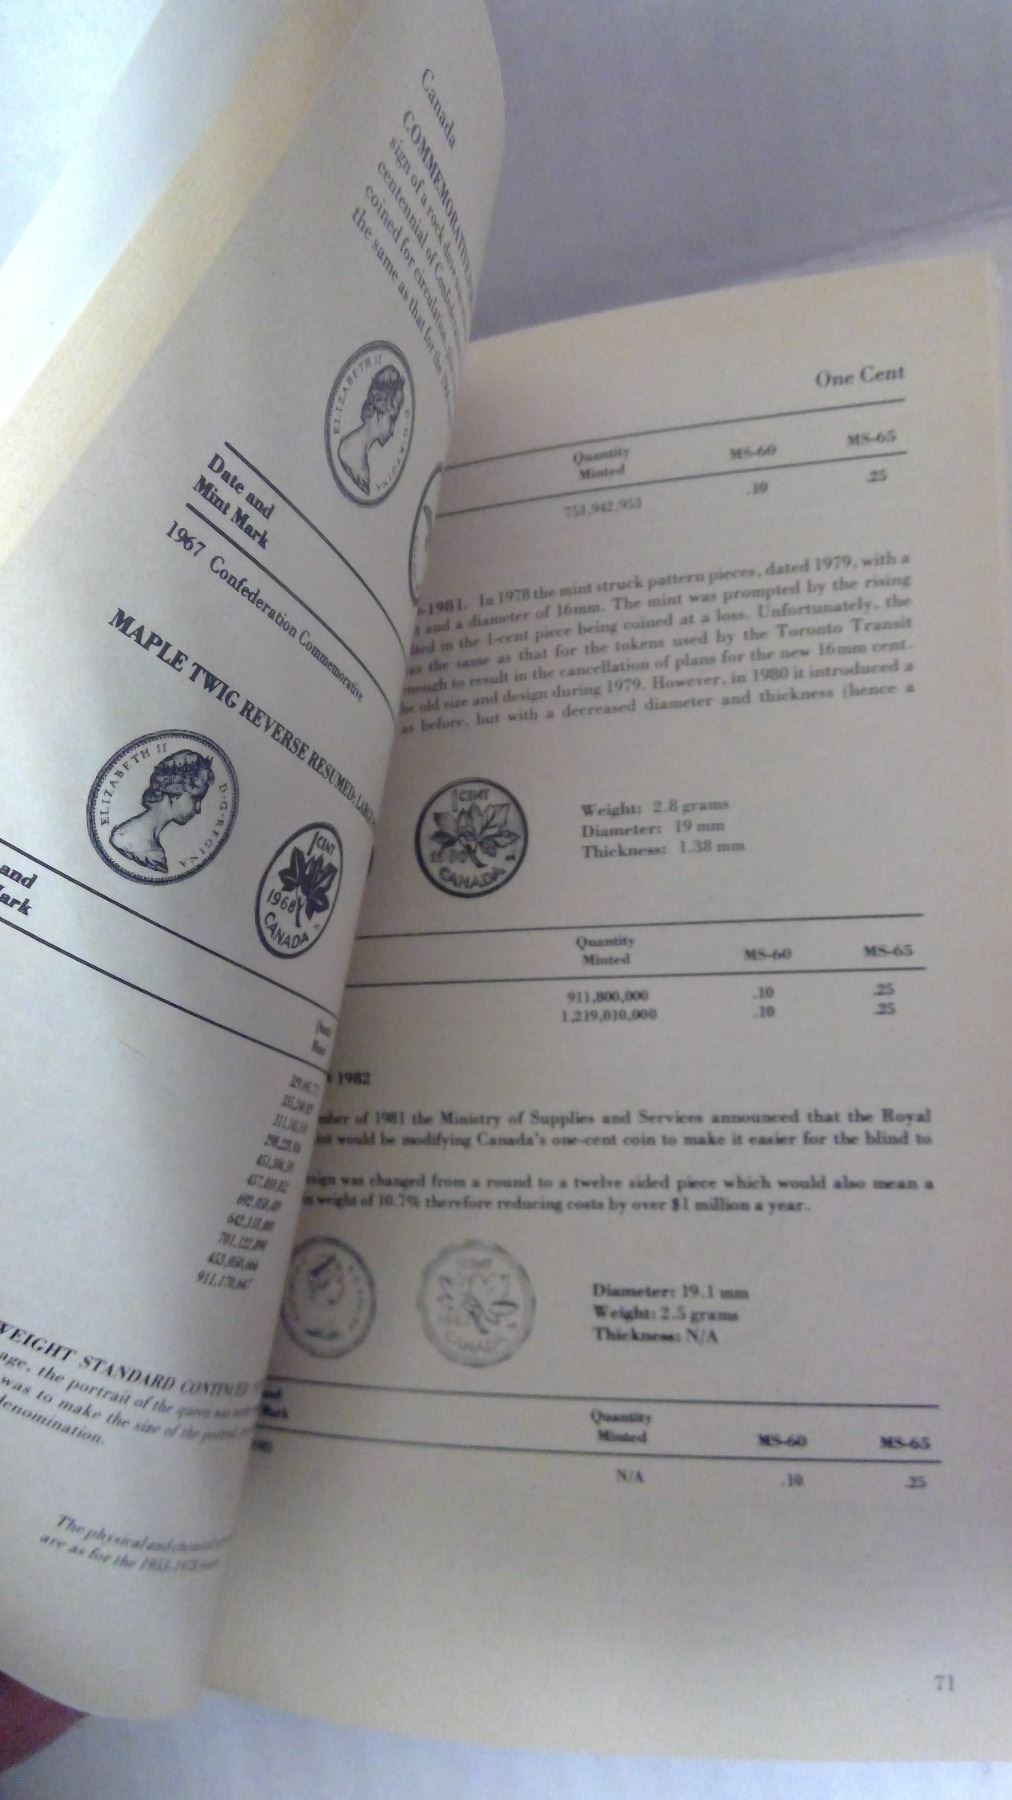 Canada
COMMEMORATIVE
sign of a rock dove
centennial of Confederation
coined for circulation.
the same as that for the
ELIZABETH II D·G·REGINA
Date and
Mint Mark
1967 Confederation Commemorative
MAPLE TWIG REVERSE RESUMED;
ELIZABETH II D·G·REGINA
1 CENT
1968
CANADA
and
ark
911,170,647
WEIGHT STANDARD CONTINUED
age, the portrait of the queen was
was to make the size of the
denomination.
The physical and chemical
are as for the
One Cent
Quantity
Minted MS-60 MS-65
753,942,953 .10 .25
1981. In 1978 the mint struck pattern pieces, dated 1979, with a
and a diameter of 16mm. The mint was prompted by the rising
in the 1-cent piece being coined at a loss. Unfortunately, the
as the same as that for the tokens used by the Toronto Transit
nough to result in the cancellation of plans for the new 16mm cent.
he old size and design during 1979. However, in 1980 it introduced a
as before, but with a decreased diameter and thickness (hence a
1 CENT
CANADA
Weight: 2.8 grams
Diameter: 19 mm
Thickness: 1.38 mm
Quantity
Minted MS-60 MS-65
911,800,000 .10 .25
1,219,010,000 .10 .25
1982
mber of 1981 the Ministry of Supplies and Services announced that the Royal
would be modifying Canada's one-cent coin to make it easier for the blind to
sign was changed from a round to a twelve sided piece which would also mean a
weight of 10.7% therefore reducing costs by over $1 million a year.
Diameter: 19.1 mm
Weight: 2.5 grams
Thickness: N/A
Quantity
Minted MS-60 MS-65
N/A .10 .25
71